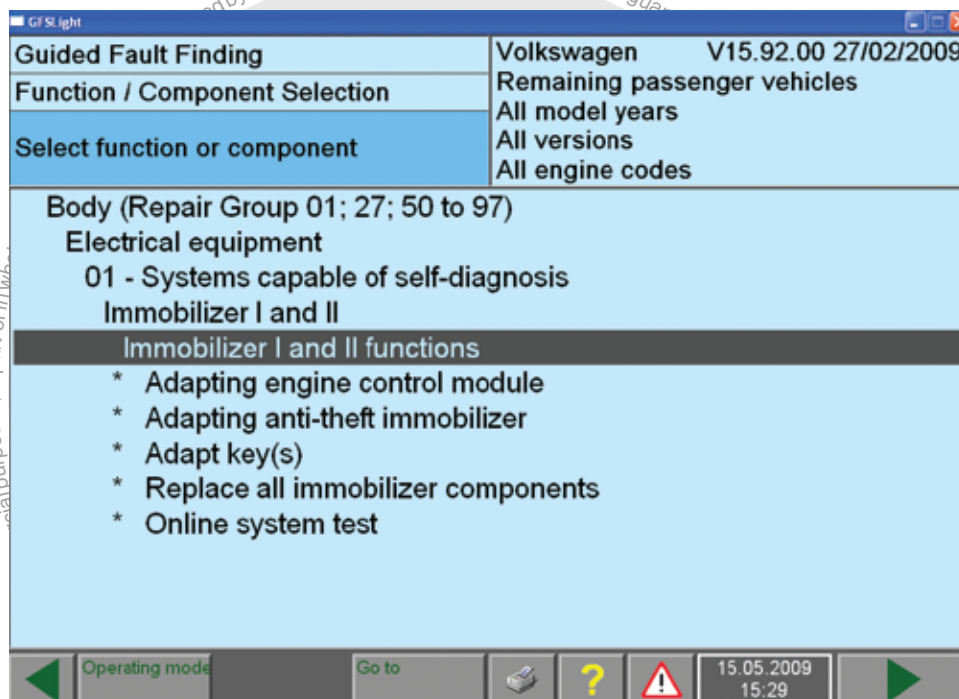 GFSLight
Guided Fault Finding
Function / Component Selection
Select function or component
Volkswagen V15.92.00 27/02/2009
Remaining passenger vehicles
All model years
All versions
All engine codes
Body (Repair Group 01; 27; 50 to 97)
Electrical equipment
01 - Systems capable of self-diagnosis
Immobilizer I and II
Immobilizer I and II functions
* Adapting engine control module
* Adapting anti-theft immobilizer
* Adapt key(s)
* Replace all immobilizer components
* Online system test
Operating mode
Go to
?
!
15.05.2009
15:29